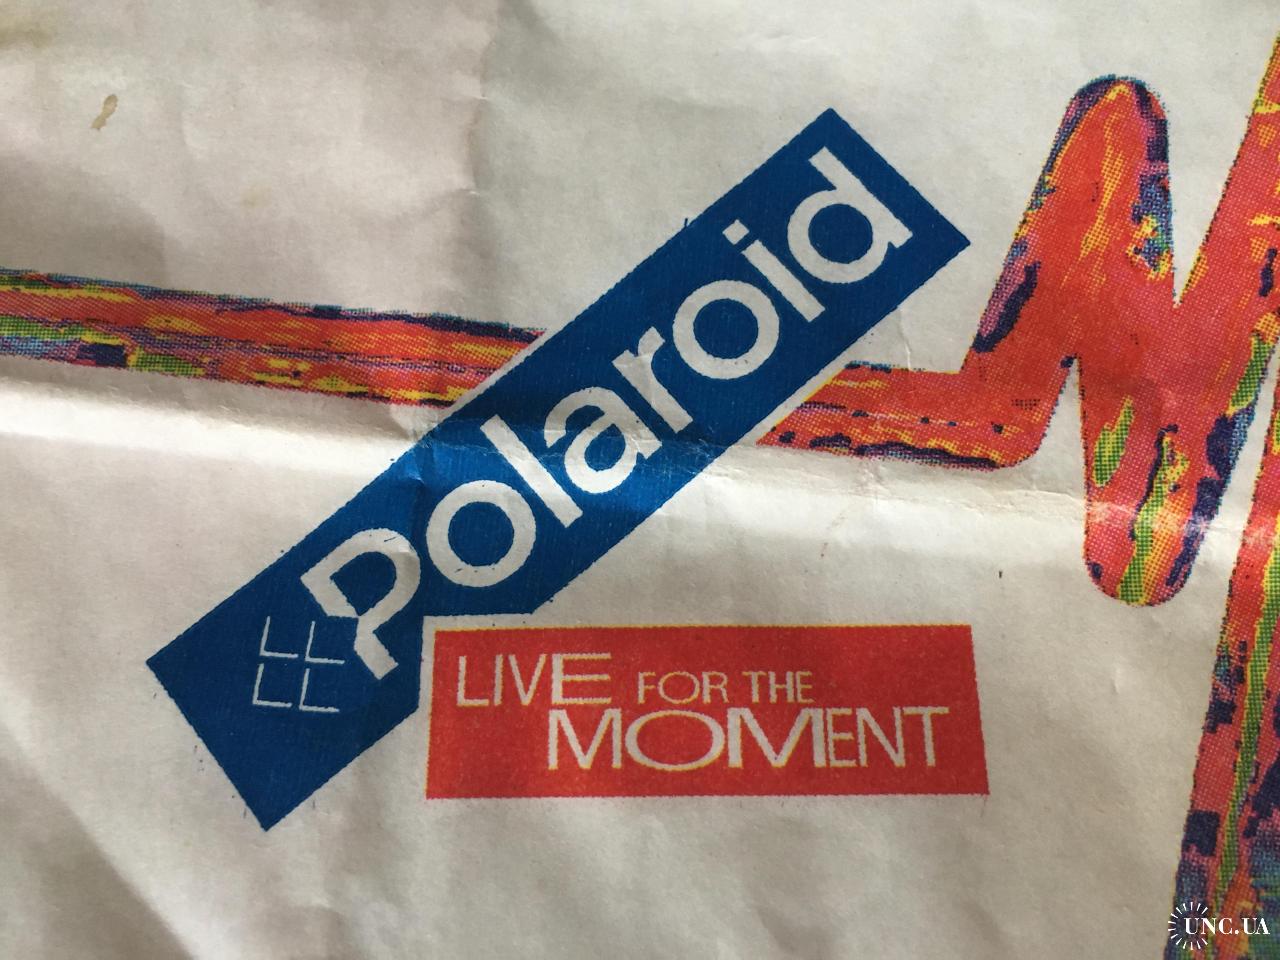 Polaroid
LIVE FOR THE
MOMENT
UNC.UA